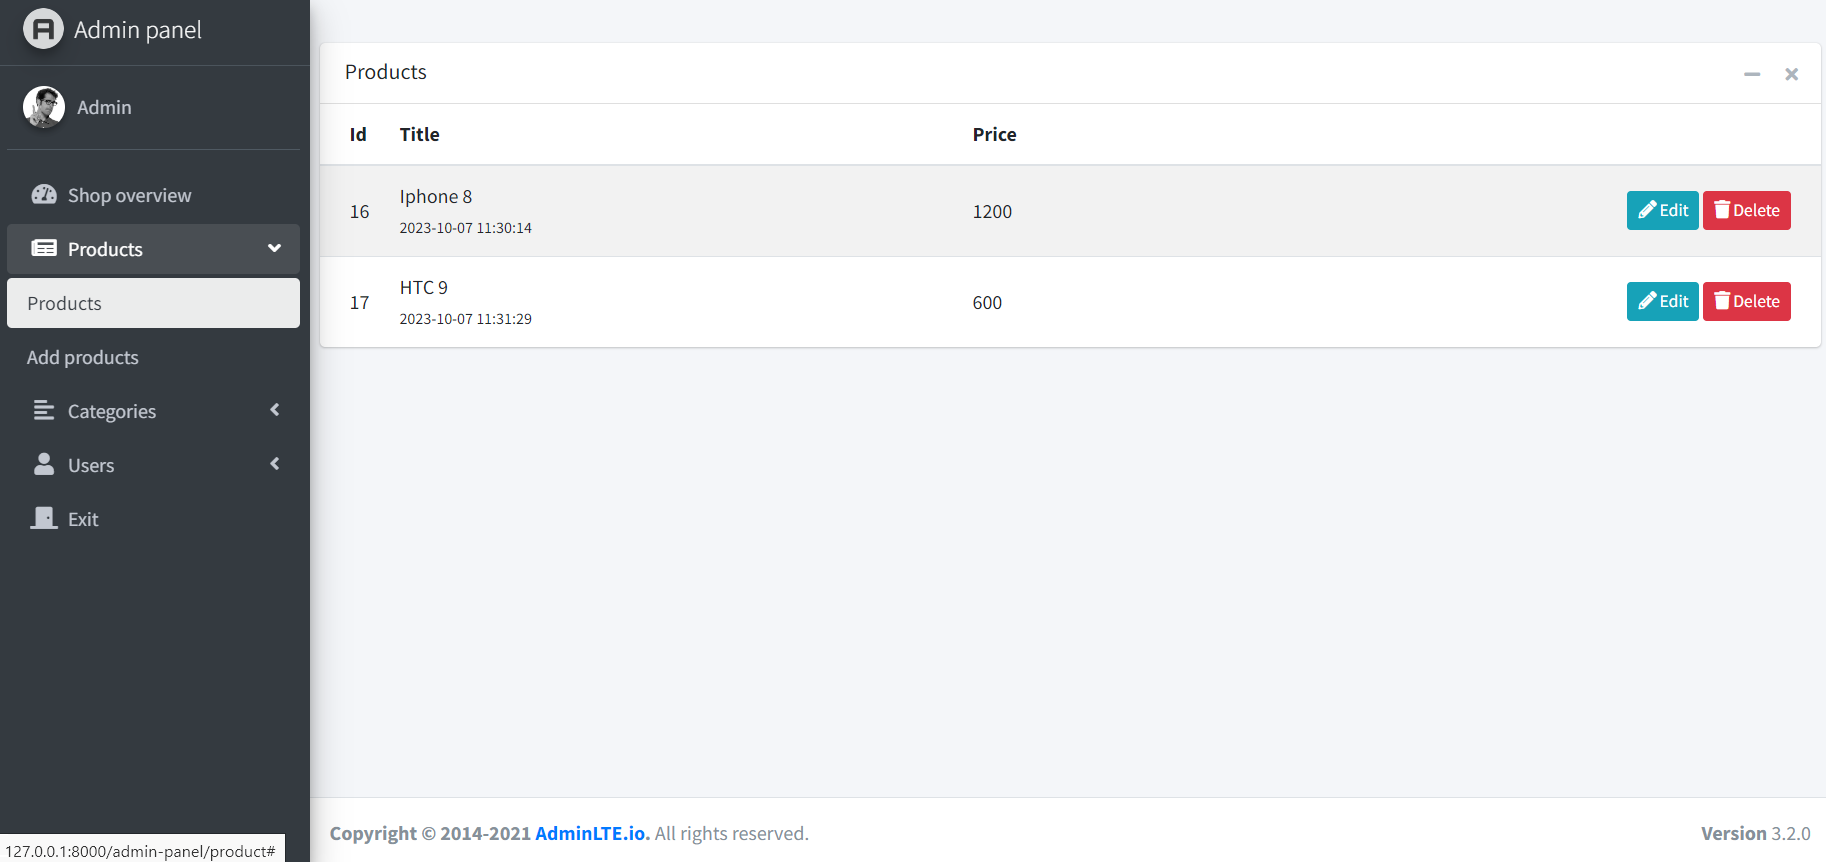 Admin panel
Admin
Shop overview
Products
Products
Add products
Categories
Users
Exit
Products
Id Title Price
16 Iphone 8 1200 Edit Delete
2023-10-07 11:30:14
17 HTC 9 600 Edit Delete
2023-10-07 11:31:29
Copyright © 2014-2021 AdminLTE.io. All rights reserved. Version 3.2.0
127.0.0.1:8000/admin-panel/product#